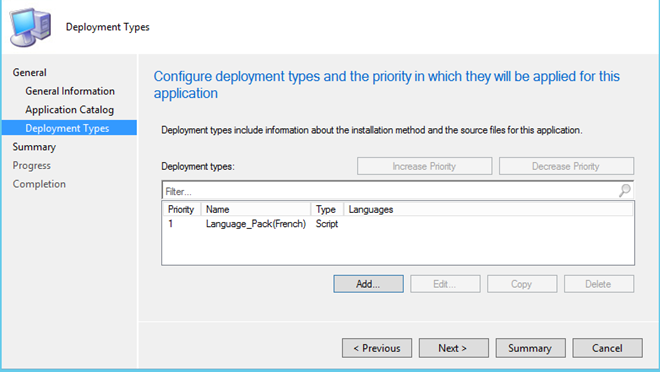 Deployment Types
General
General Information
Application Catalog
Deployment Types
Summary
Progress
Completion
Configure deployment types and the priority in which they will be applied for this
application
Deployment types include information about the installation method and the source files for this application.
Deployment types:
Increase Priority
Decrease Priority
Filter...
Priority Name Type Languages
1 Language_Pack(French) Script
Add... Edit... Copy Delete
< Previous Next > Summary Cancel